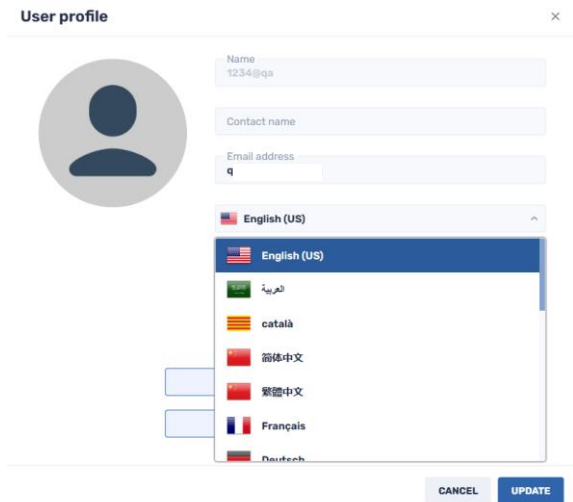 User profile
Name
1234@qa
Contact name
Email address
q
English (US)
English (US)
العربية
català
简体中文
繁體中文
Français
Deutsch
CANCEL
UPDATE